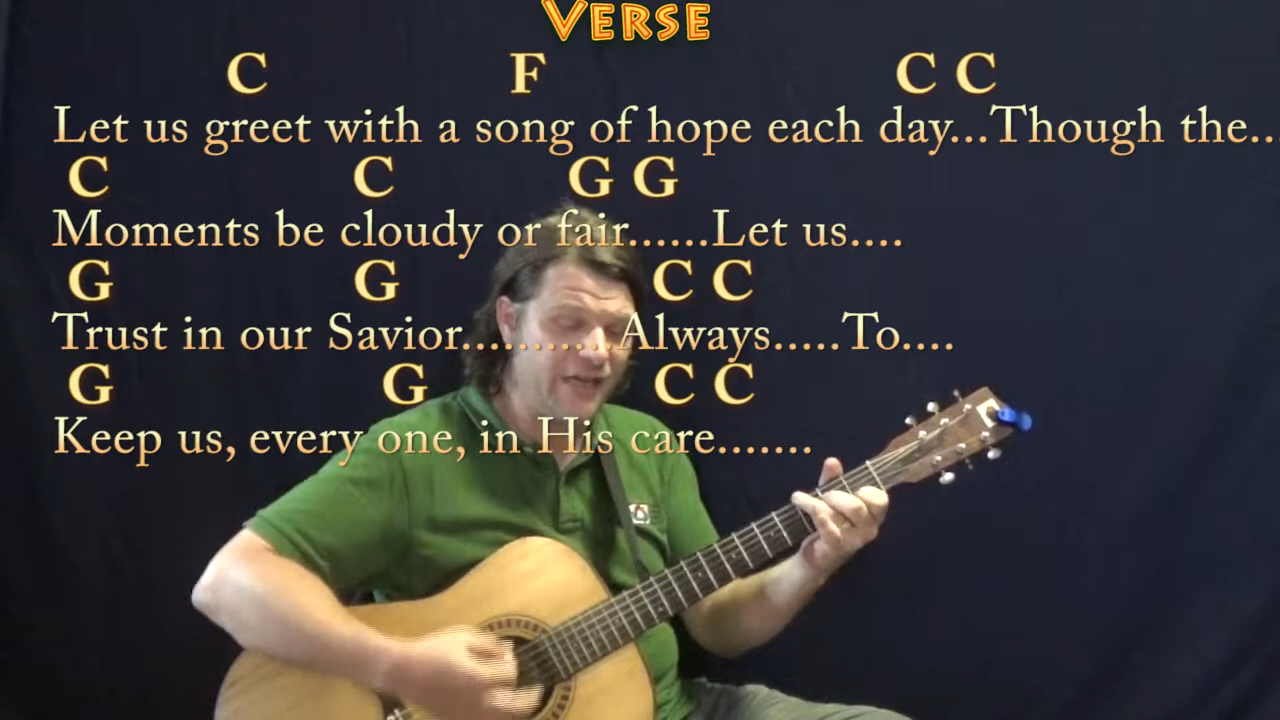 VERSE
C F C C
Let us greet with a song of hope each day...Though the..
C C G G
Moments be cloudy or fair......Let us....
G G C C
Trust in our Savior..........Always.....To....
G G C C
Keep us, every one, in His care.......